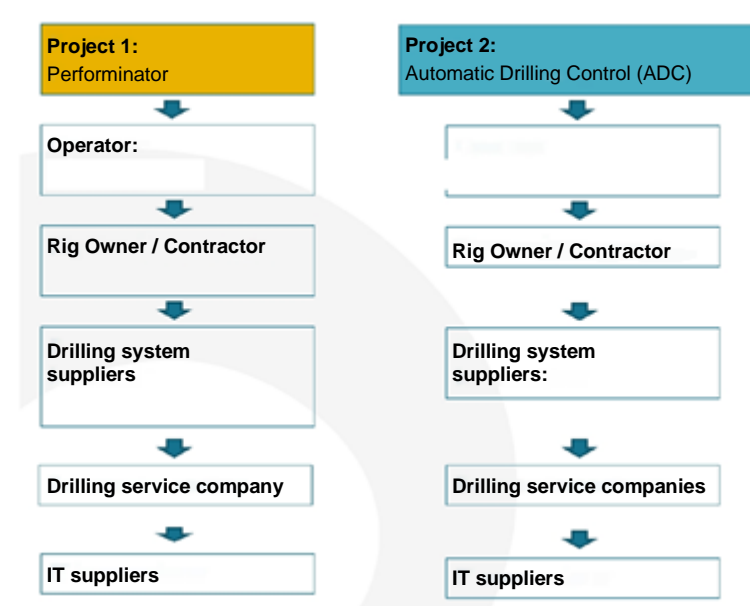 Project 1:
Performinator
Operator:
Rig Owner / Contractor
Drilling system
suppliers
Drilling service company
IT suppliers
Project 2:
Automatic Drilling Control (ADC)
Rig Owner / Contractor
Drilling system
suppliers:
Drilling service companies
IT suppliers